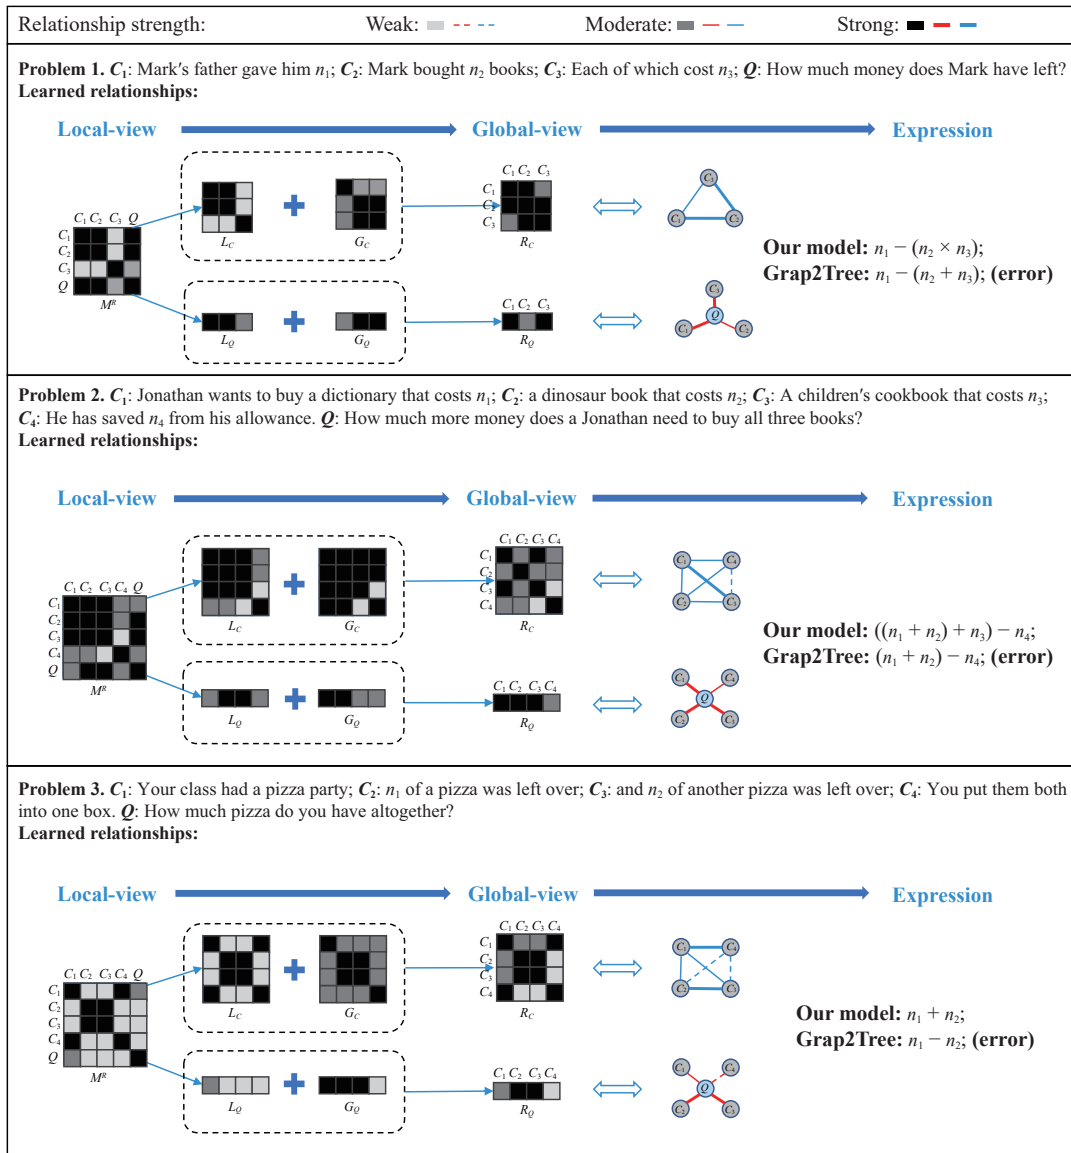 Relationship strength: Weak: Moderate: Strong:
Problem 1. C1: Mark's father gave him n1; C2: Mark bought n2 books; C3: Each of which cost n3; Q: How much money does Mark have left?
Learned relationships:
Local-view Global-view Expression
C1 C2 C3
C1
C2
C3
C1 C2 C3 Q
C1
C2
C3
Q
M^R
LC GC RC
C3
C1 C2
Our model: n1 − (n2 × n3);
Grap2Tree: n1 − (n2 + n3); (error)
C1 C2 C3
LQ GQ RQ
C3
Q
C1 C2
Problem 2. C1: Jonathan wants to buy a dictionary that costs n1; C2: a dinosaur book that costs n2; C3: A children's cookbook that costs n3;
C4: He has saved n4 from his allowance. Q: How much more money does a Jonathan need to buy all three books?
Learned relationships:
Local-view Global-view Expression
C1 C2 C3 C4
C1
C2
C3
C4
C1 C2 C3 C4 Q
C1
C2
C3
C4
Q
M^R
LC GC RC
C1 C4
C2 C3
Our model: ((n1 + n2) + n3) − n4;
Grap2Tree: (n1 + n2) − n4; (error)
C1 C2 C3 C4
LQ GQ RQ
C1 C4
Q
C2 C3
Problem 3. C1: Your class had a pizza party; C2: n1 of a pizza was left over; C3: and n2 of another pizza was left over; C4: You put them both
into one box. Q: How much pizza do you have altogether?
Learned relationships:
Local-view Global-view Expression
C1 C2 C3 C4
C1
C2
C3
C4
C1 C2 C3 C4 Q
C1
C2
C3
C4
Q
M^R
LC GC RC
C1 C4
C2 C3
Our model: n1 + n2;
Grap2Tree: n1 − n2; (error)
C1 C2 C3 C4
LQ GQ RQ
C1 C4
Q
C2 C3